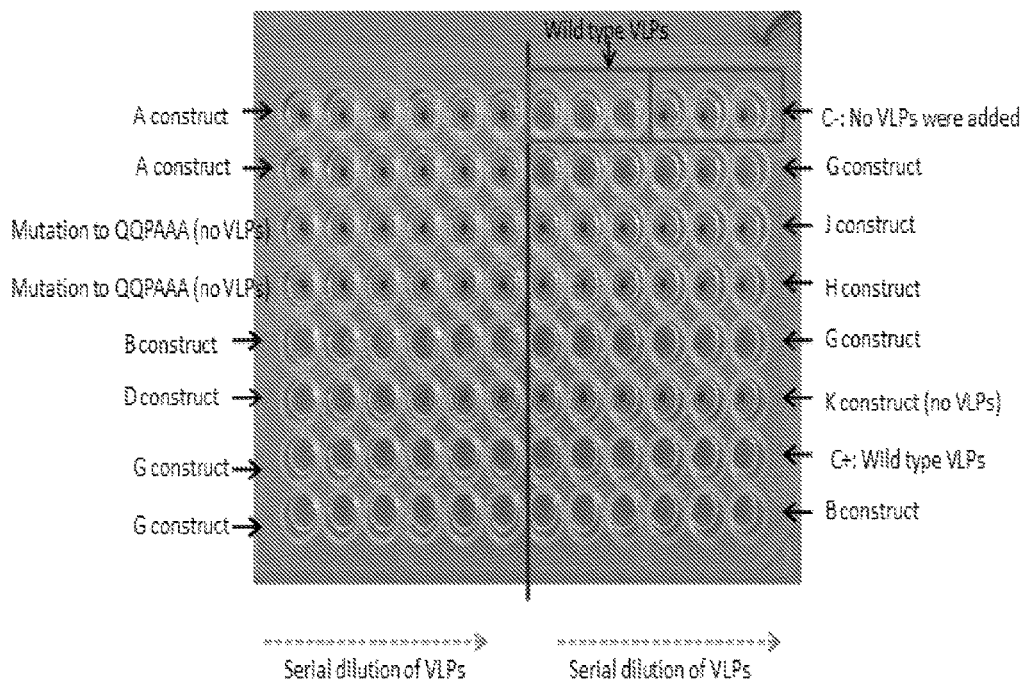 Wild type VLPs
A construct
C-: No VLPs were added
A construct
G construct
Mutation to QQPAAA (no VLPs)
J construct
Mutation to QQPAAA (no VLPs)
H construct
B construct
G construct
D construct
K construct (no VLPs)
G construct
C+: Wild type VLPs
G construct
B construct
Serial dilution of VLPs
Serial dilution of VLPs